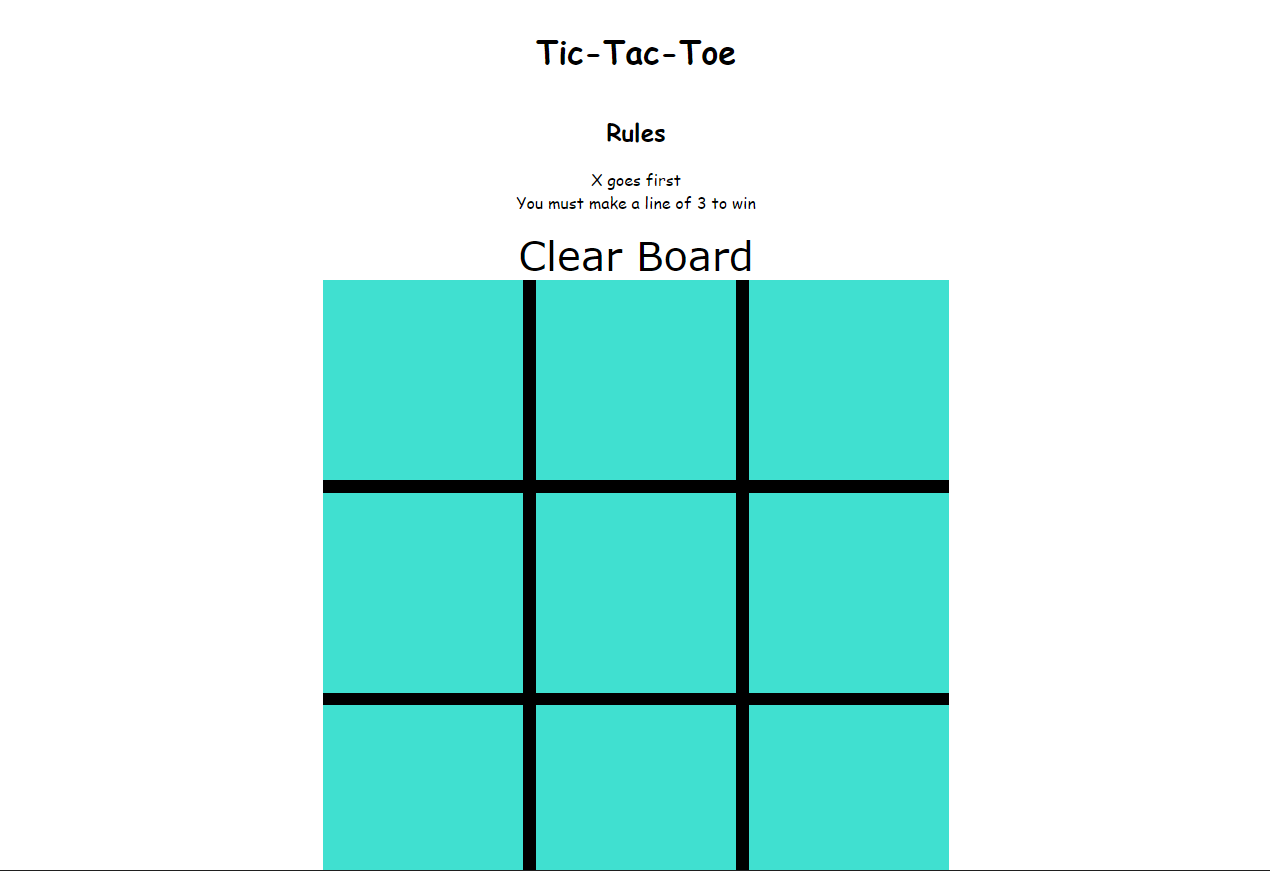 Tic-Tac-Toe
Rules
X goes first
You must make a line of 3 to win
Clear Board